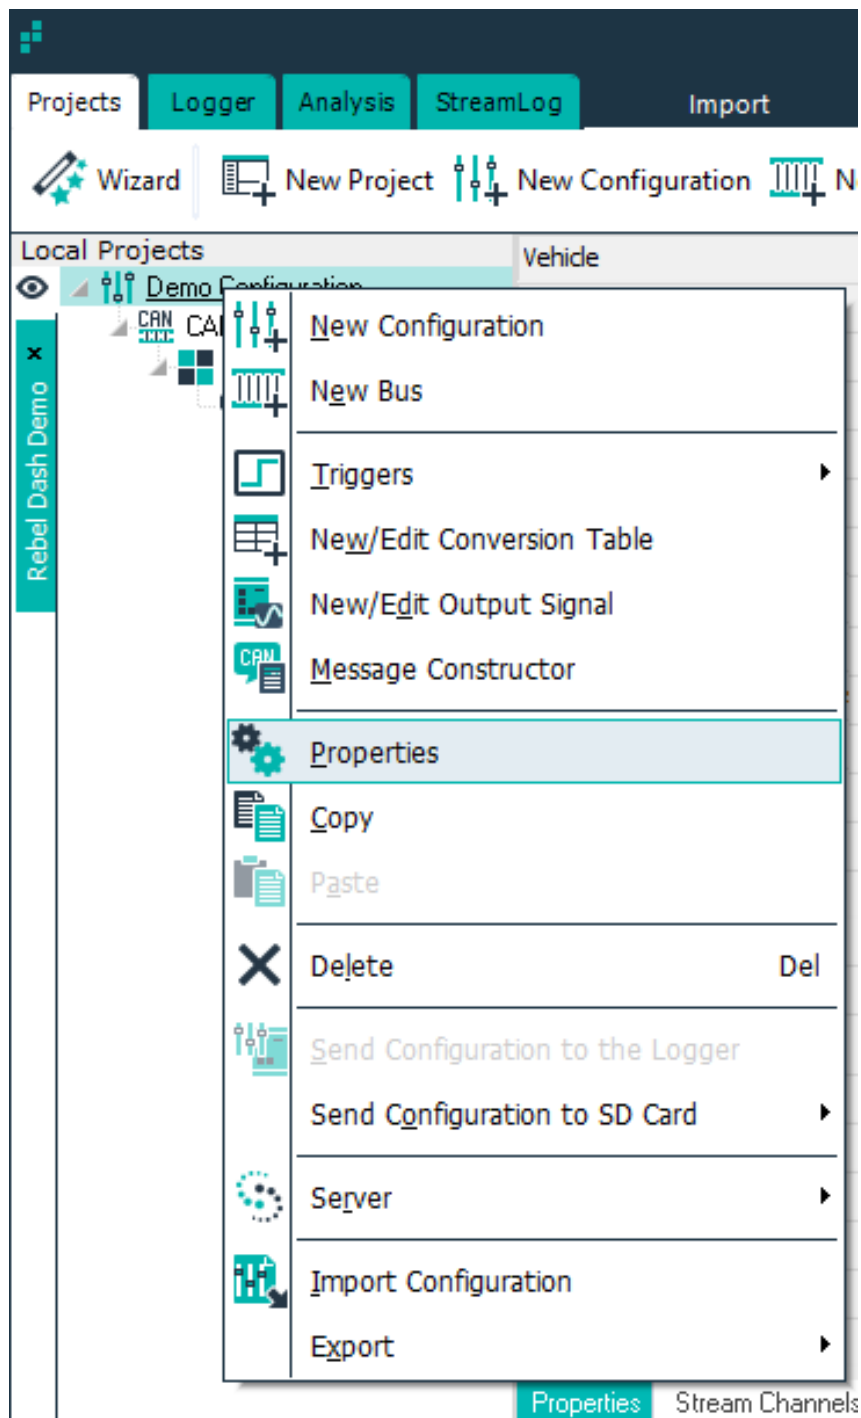 Projects
Logger
Analysis
StreamLog
Import
Wizard
New Project
New Configuration
Local Projects
Vehicle
Demo Configuration
CAN
Rebel Dash Demo
New Configuration
New Bus
Triggers
New/Edit Conversion Table
New/Edit Output Signal
CAN
Message Constructor
Properties
Copy
Paste
Delete Del
Send Configuration to the Logger
Send Configuration to SD Card
Server
Import Configuration
Export
Properties
Stream Channels